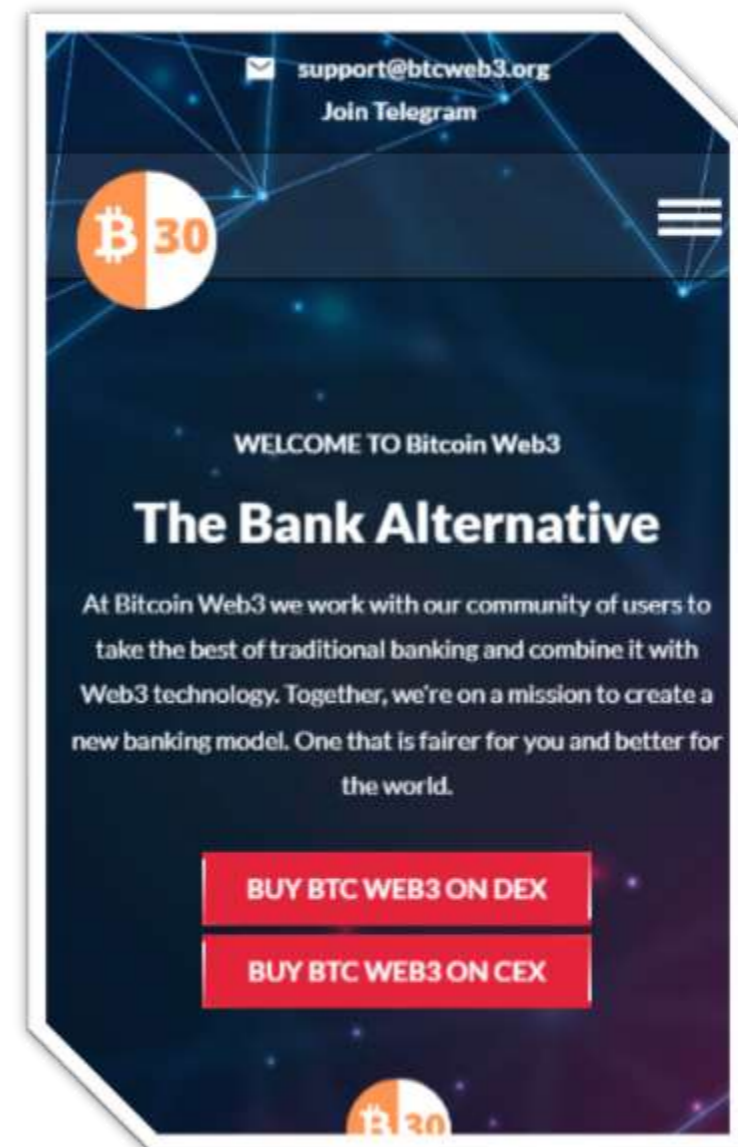 support@btcweb3.org
Join Telegram
₿ 30
WELCOME TO Bitcoin Web3
The Bank Alternative
At Bitcoin Web3 we work with our community of users to
take the best of traditional banking and combine it with
Web3 technology. Together, we're on a mission to create a
new banking model. One that is fairer for you and better for
the world.
BUY BTC WEB3 ON DEX
BUY BTC WEB3 ON CEX
₿ 30